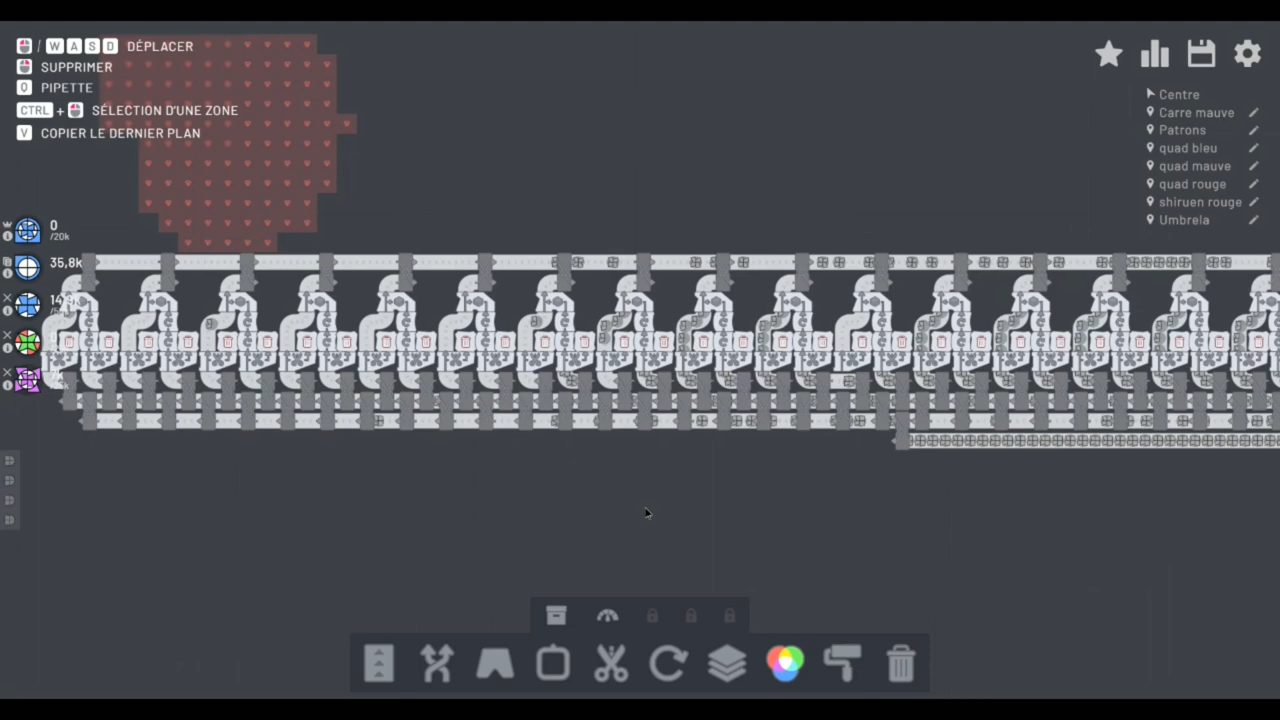 / W A S D DÉPLACER
SUPPRIMER
Q PIPETTE
CTRL + SÉLECTION D'UNE ZONE
V COPIER LE DERNIER PLAN
Centre
Carre mauve
Patrons
quad bleu
quad mauve
quad rouge
shiruen rouge
Umbrela
0
/20k
35,8k